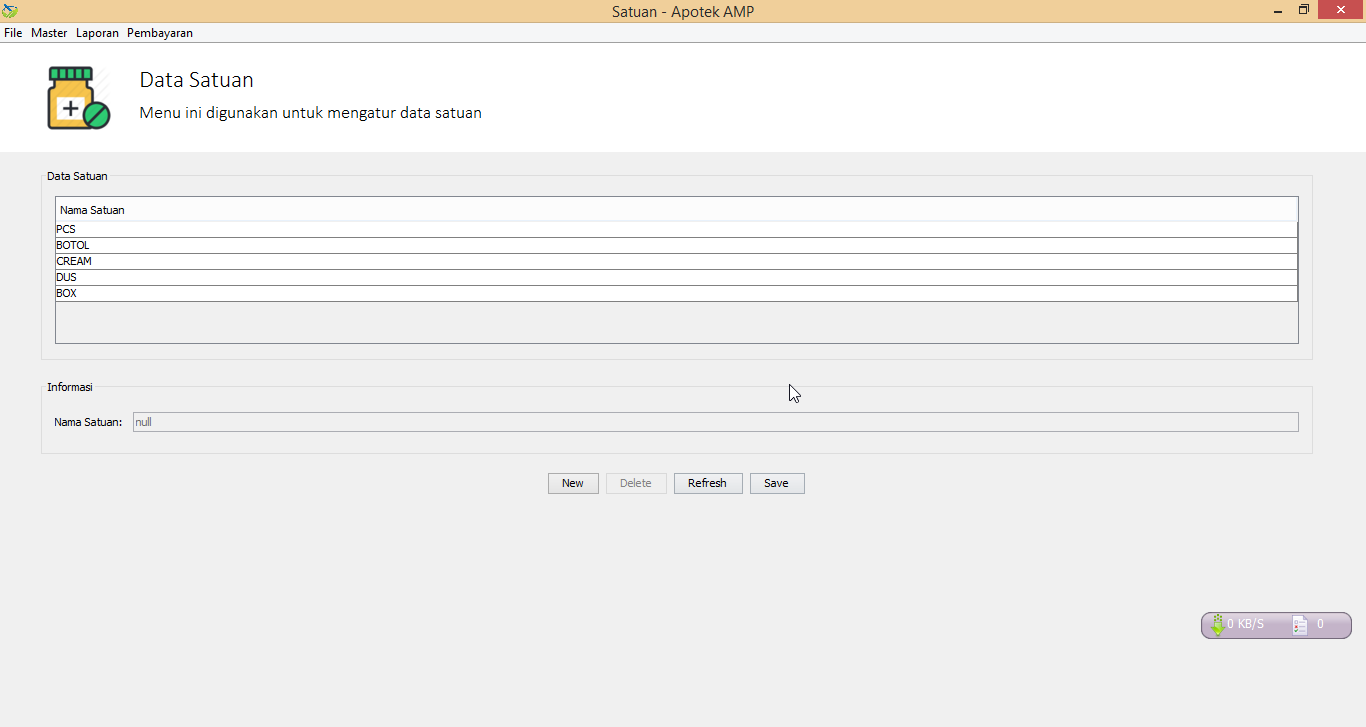 Satuan - Apotek AMP
File Master Laporan Pembayaran
Data Satuan
Menu ini digunakan untuk mengatur data satuan
Data Satuan
Nama Satuan
PCS
BOTOL
CREAM
DUS
BOX
Informasi
Nama Satuan: null
New Delete Refresh Save
0 KB/S 0